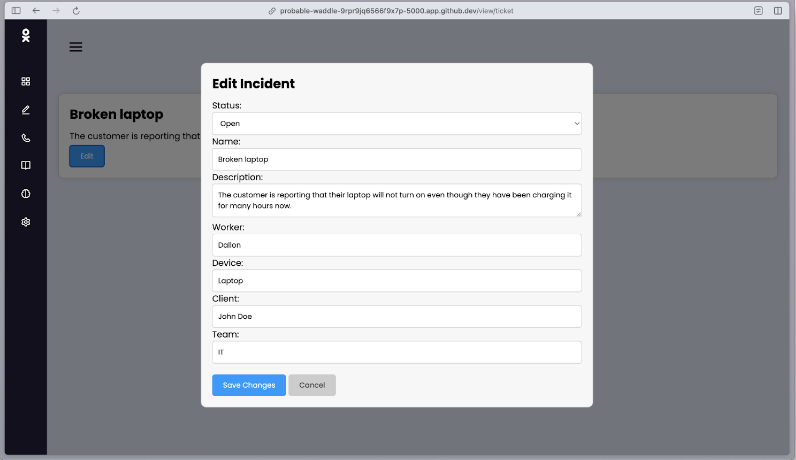 probable-waddle-9rpr9jq6566f9x7p-5000.app.github.dev/view/ticket
Broken laptop
The customer is reporting that
Edit
Edit Incident
Status:
Open
Name:
Broken laptop
Description:
The customer is reporting that their laptop will not turn on even though they have been charging it
for many hours now.
Worker:
Dallon
Device:
Laptop
Client:
John Doe
Team:
IT
Save Changes
Cancel